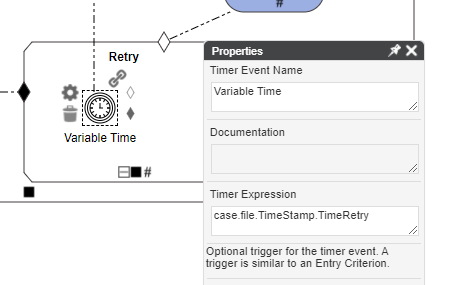 #
Retry
Variable Time
#
Properties
Timer Event Name
Variable Time
Documentation
Timer Expression
case.file.TimeStamp.TimeRetry
Optional trigger for the timer event. A
trigger is similar to an Entry Criterion.